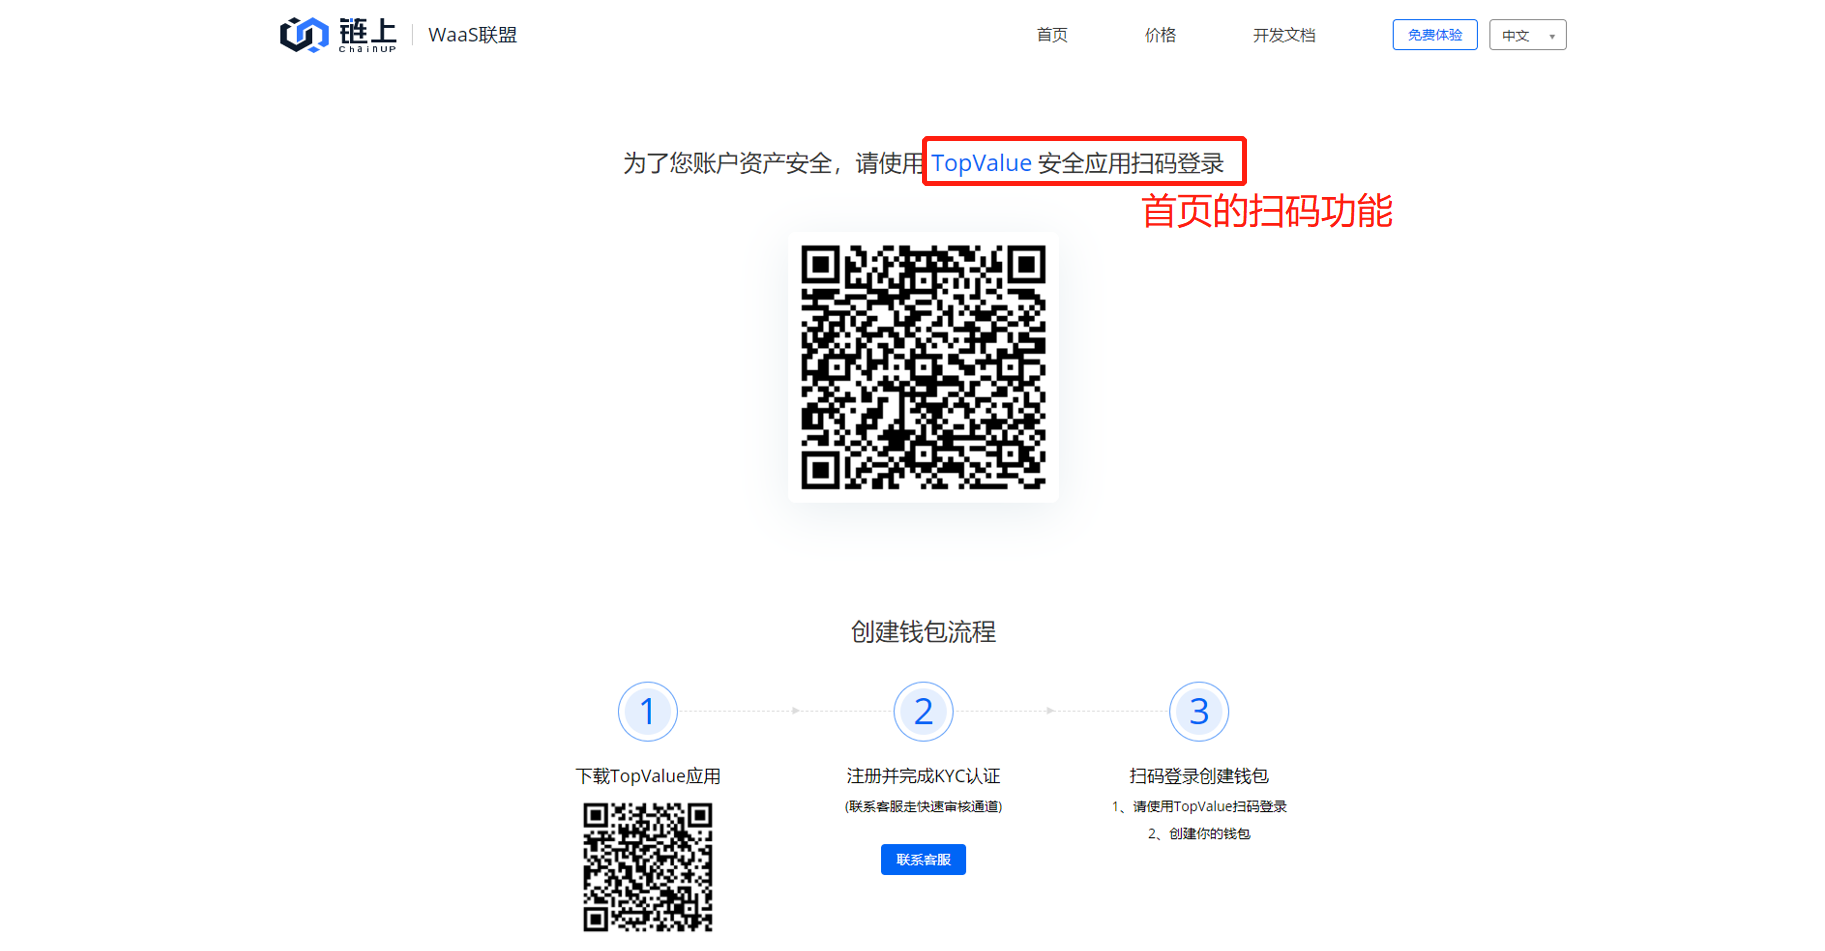 链上
ChainUP
WaaS联盟
首页
价格
开发文档
免费体验
中文
为了您账户资产安全，请使用 TopValue 安全应用扫码登录
首页的扫码功能
创建钱包流程
1
2
3
下载TopValue应用
注册并完成KYC认证
扫码登录创建钱包
(联系客服走快速审核通道)
1、请使用TopValue扫码登录
2、创建你的钱包
联系客服